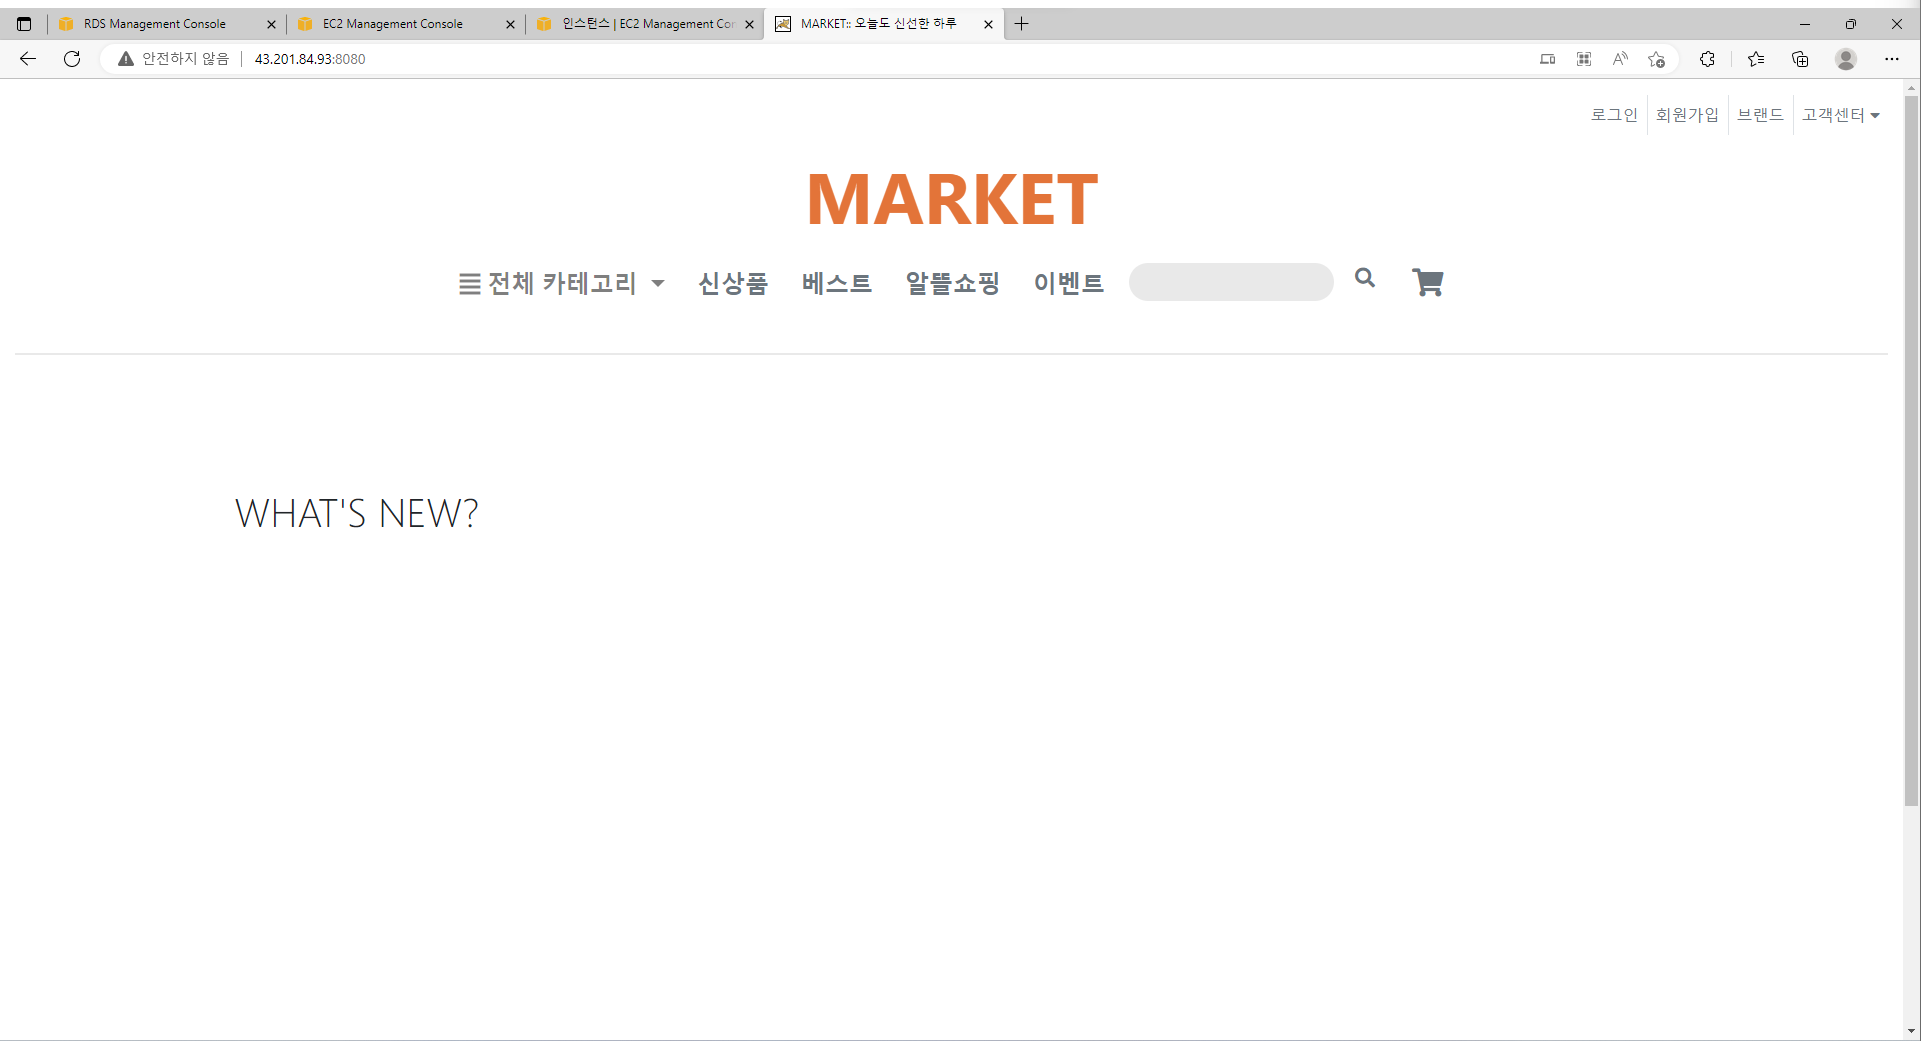 RDS Management Console
EC2 Management Console
인스턴스 | EC2 Management Con
MARKET:: 오늘도 신선한 하루
안전하지 않음 43.201.84.93:8080
로그인 회원가입 브랜드 고객센터
MARKET
전체 카테고리 신상품 베스트 알뜰쇼핑 이벤트
WHAT'S NEW?